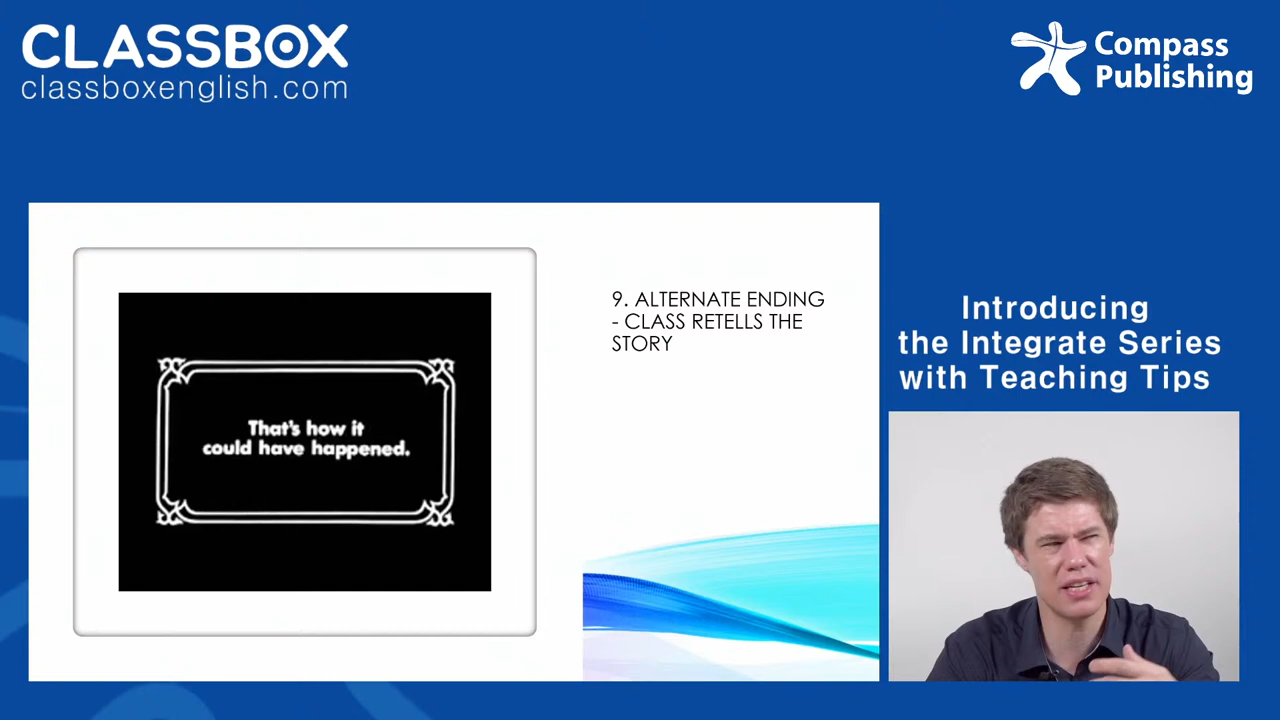 CLASSBOX
classboxenglish.com
Compass
Publishing
That's how it
could have happened.
9. ALTERNATE ENDING
- CLASS RETELLS THE
STORY
Introducing
the Integrate Series
with Teaching Tips